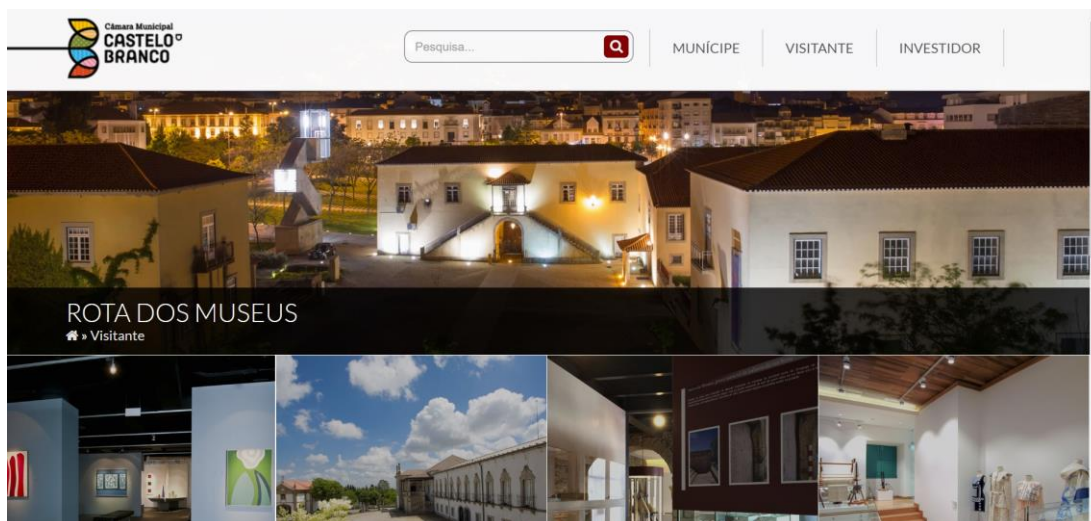 Câmara Municipal
CASTELO
BRANCO
Pesquisa...
MUNÍCIPE
VISITANTE
INVESTIDOR
ROTA DOS MUSEUS
» Visitante